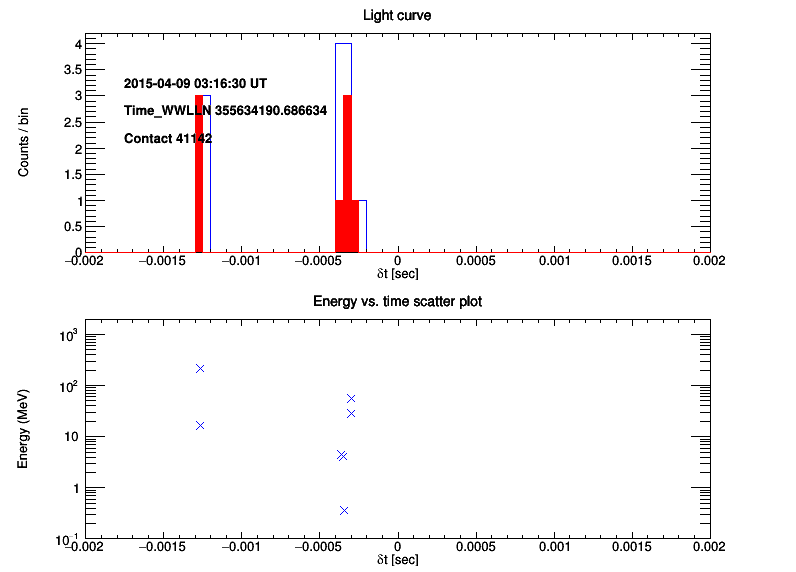 Light curve
Counts / bin
4
3.5
3
2.5
2
1.5
1
0.5
0
2015-04-09 03:16:30 UT
Time_WWLLN 355634190.686634
Contact 41142
−0.002 −0.0015 −0.001 −0.0005 0 0.0005 0.001 0.0015 0.002
δt [sec]
Energy vs. time scatter plot
Energy (MeV)
10³
10²
10
1
10⁻¹
−0.002 −0.0015 −0.001 −0.0005 0 0.0005 0.001 0.0015 0.002
δt [sec]